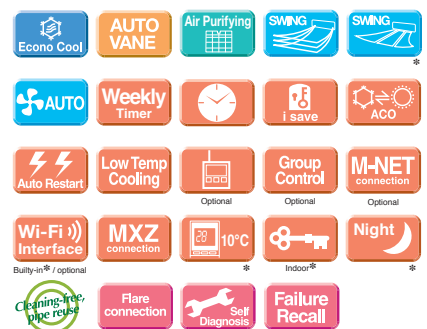 Econo Cool
AUTO
VANE
Air Purifying
SWING
SWING
*
AUTO
Weekly
Timer
i save
ACO
Auto Restart
Low Temp
Cooling
Optional
Group
Control
Optional
M-NET
connection
Optional
Wi-Fi
Interface
Builty-in* / optional
MXZ
connection
10°C
*
Indoor*
Night
*
Cleaning-free,
pipe reuse
Flare
connection
Self
Diagnosis
Failure
Recall